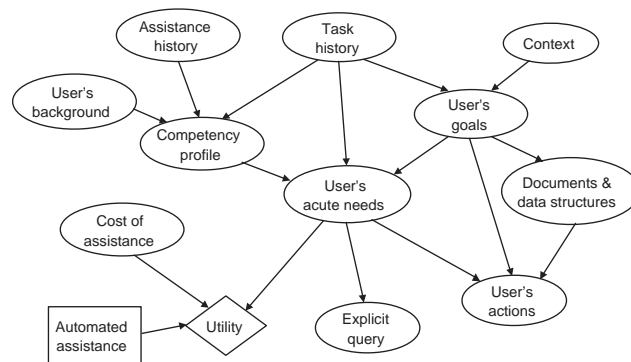 Assistance
history
Task
history
Context
User's
background
User's
goals
Competency
profile
User's
acute needs
Documents &
data structures
Cost of
assistance
Automated
assistance
Utility
Explicit
query
User's
actions